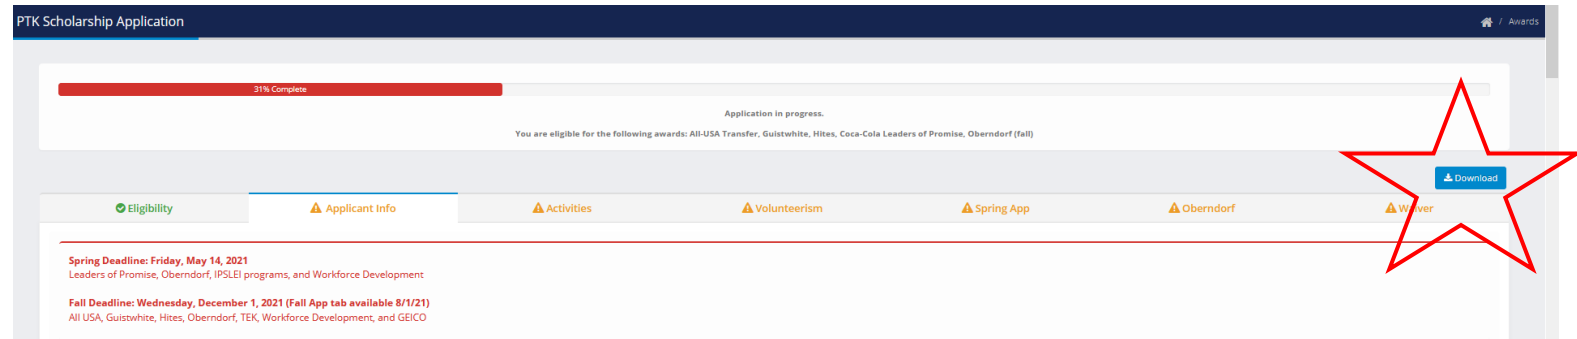 PTK Scholarship Application
/ Awards
31% Complete
Application in progress.
You are eligible for the following awards: All-USA Transfer, Guistwhite, Hites, Coca-Cola Leaders of Promise, Oberndorf (fall)
Download
Eligibility
Applicant Info
Activities
Volunteerism
Spring App
Oberndorf
Waiver
Spring Deadline: Friday, May 14, 2021
Leaders of Promise, Oberndorf, IPSLEI programs, and Workforce Development
Fall Deadline: Wednesday, December 1, 2021 (Fall App tab available 8/1/21)
All USA, Guistwhite, Hites, Oberndorf, TEK, Workforce Development, and GEICO